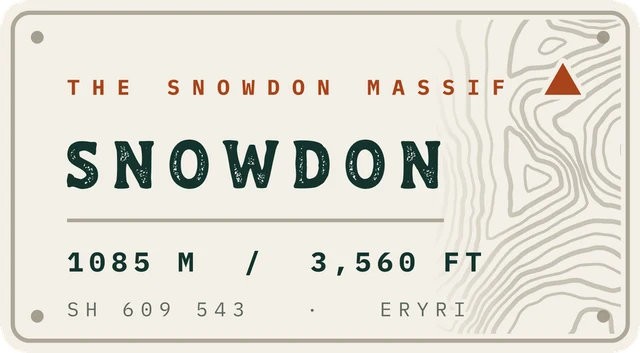 THE SNOWDON MASSIF
SNOWDON
1085 M / 3,560 FT
SH 609 543 · ERYRI